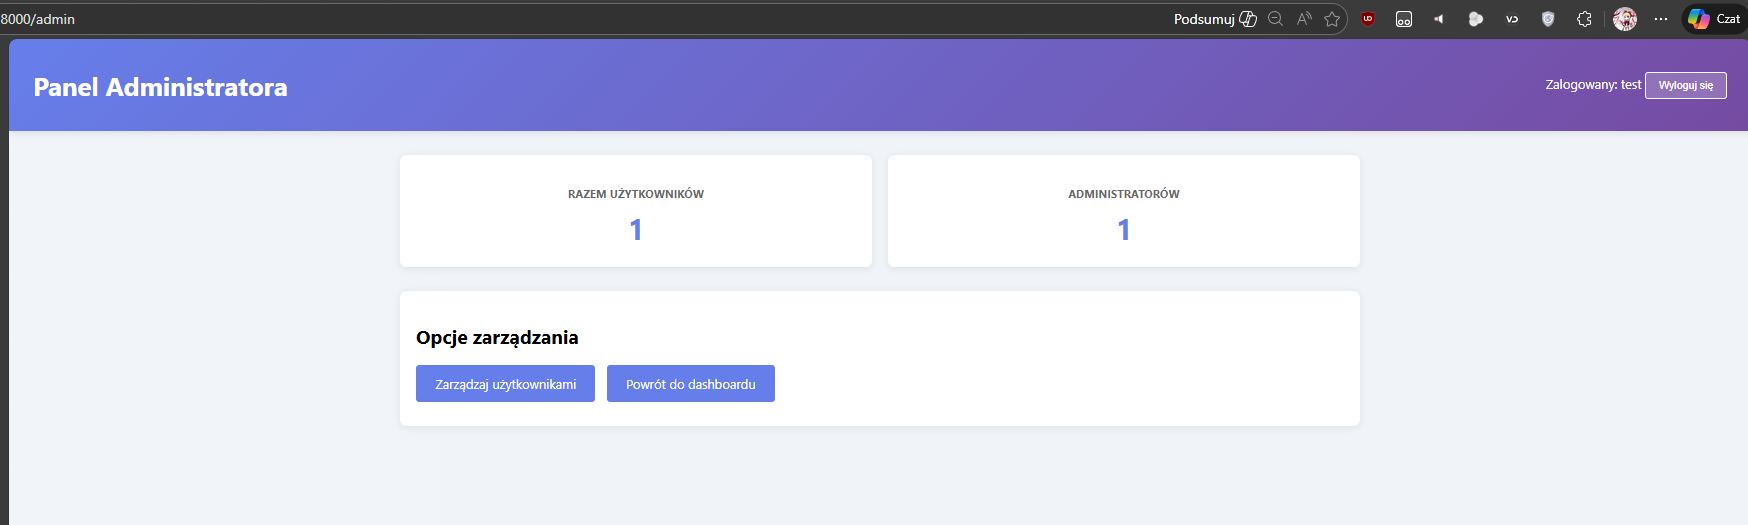 8000/admin
Podsumuj
Czat
Panel Administratora
Zalogowany: test
Wyloguj się
RAZEM UŻYTKOWNIKÓW
1
ADMINISTRATORÓW
1
Opcje zarządzania
Zarządzaj użytkownikami
Powrót do dashboardu